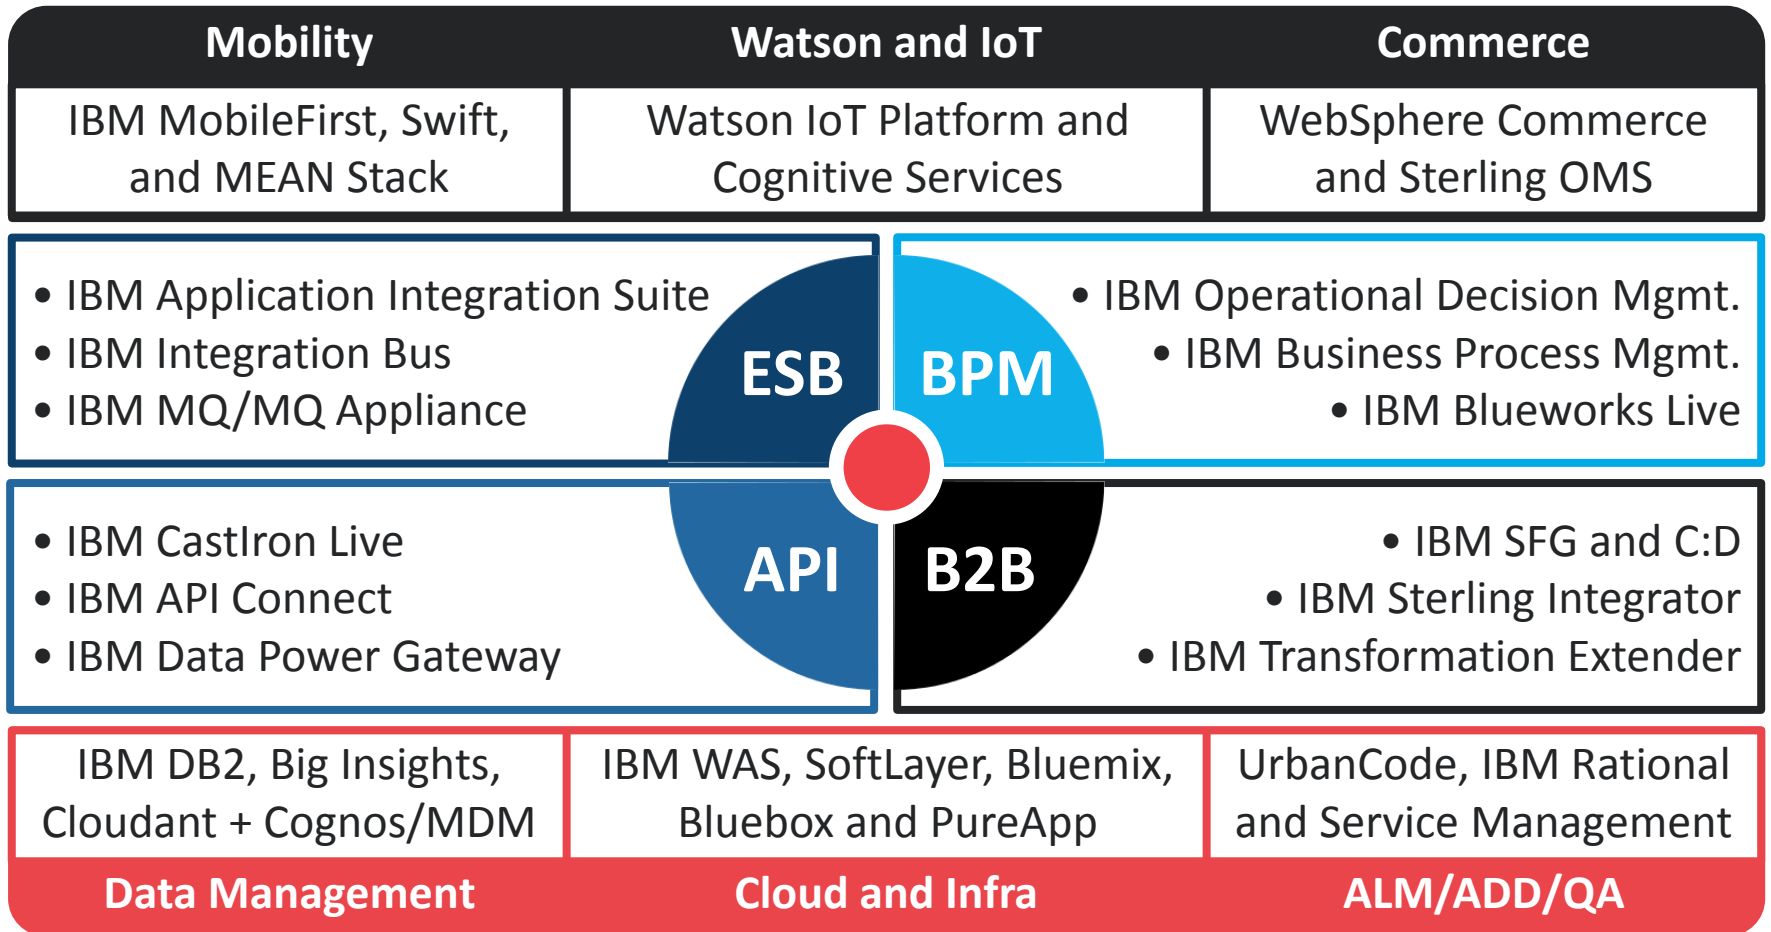 Mobility
Watson and IoT
Commerce
IBM MobileFirst, Swift,
and MEAN Stack
Watson IoT Platform and
Cognitive Services
WebSphere Commerce
and Sterling OMS
• IBM Application Integration Suite
• IBM Integration Bus
• IBM MQ/MQ Appliance
ESB
BPM
• IBM Operational Decision Mgmt.
• IBM Business Process Mgmt.
• IBM Blueworks Live
• IBM CastIron Live
• IBM API Connect
• IBM Data Power Gateway
API
B2B
• IBM SFG and C:D
• IBM Sterling Integrator
• IBM Transformation Extender
IBM DB2, Big Insights,
Cloudant + Cognos/MDM
IBM WAS, SoftLayer, Bluemix,
Bluebox and PureApp
UrbanCode, IBM Rational
and Service Management
Data Management
Cloud and Infra
ALM/ADD/QA